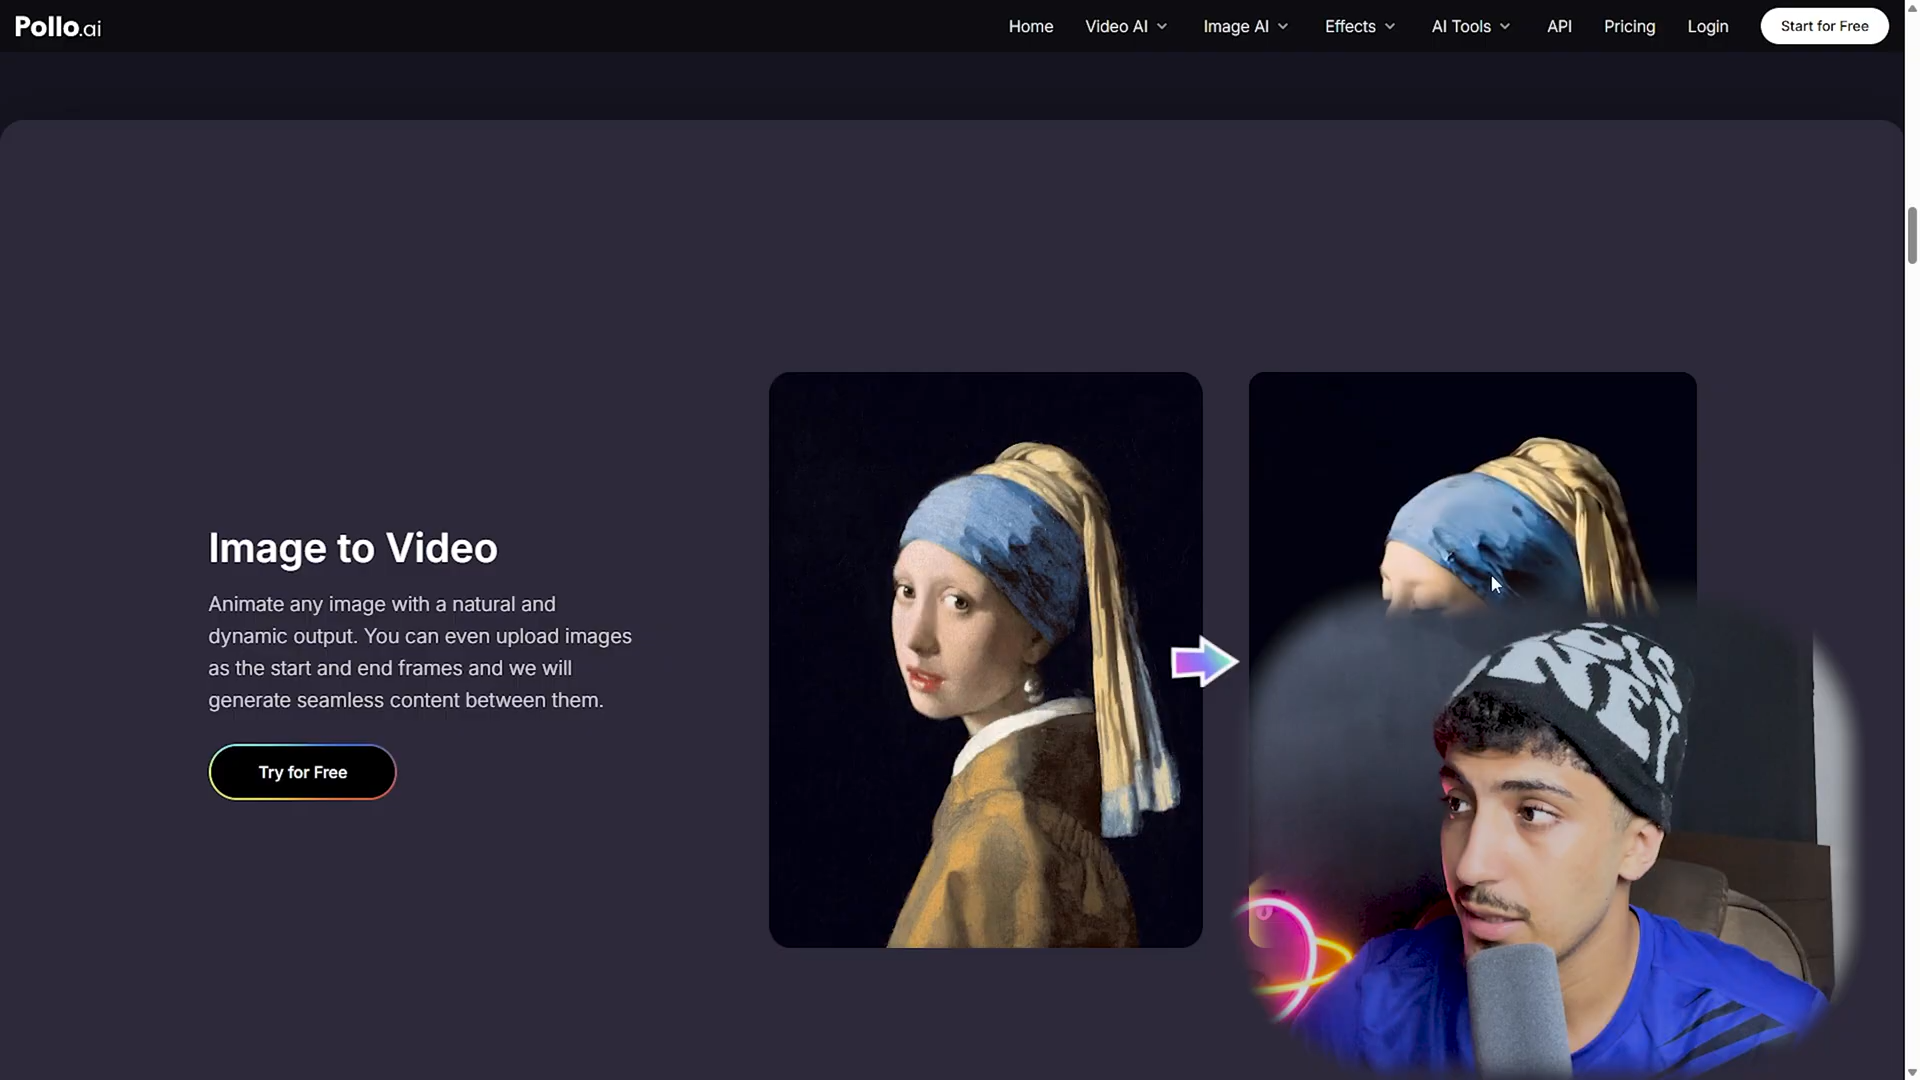 Pollo.ai
Home Video AI Image AI Effects AI Tools API Pricing Login Start for Free
Image to Video
Animate any image with a natural and
dynamic output. You can even upload images
as the start and end frames and we will
generate seamless content between them.
Try for Free
DIS
NEY